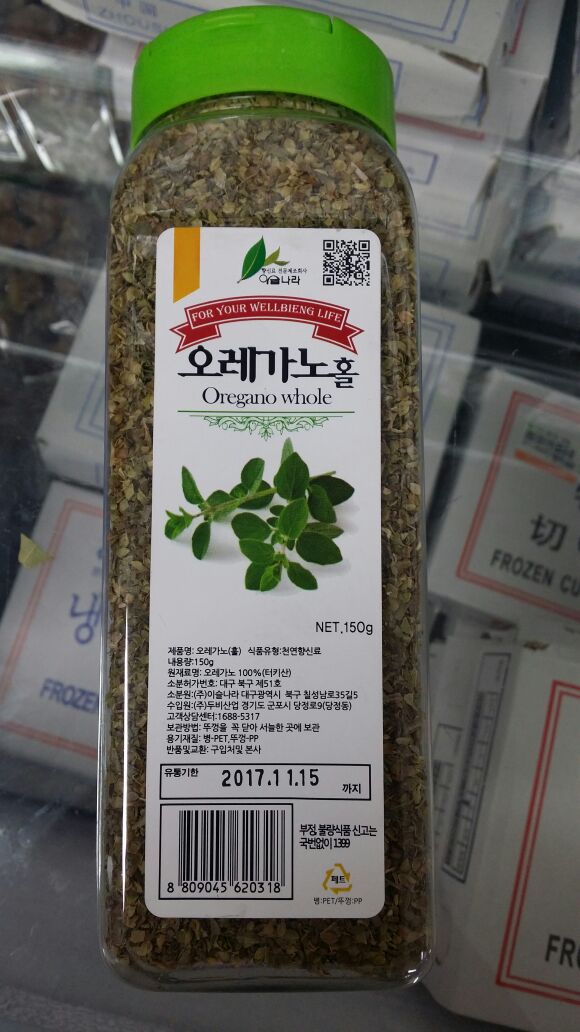 향신료 전문제조회사
이슬나라
FOR YOUR WELLBIENG LIFE
오레가노홀
Oregano whole
NET.150g
제품명: 오레가노(홀) 식품유형:천연향신료
내용량:150g
원재료명: 오레가노 100%(터키산)
소분허가번호: 대구 북구 제51호
소분원:(주)이슬나라 대구광역시 북구 칠성남로35길5
수입원:(주)두비산업 경기도 군포시 당정로9(당정동)
고객상담센터:1688-5317
보관방법: 뚜껑을 꼭 닫아 서늘한 곳에 보관
용기재질: 병-PET,뚜껑-PP
반품및교환: 구입처및 본사
유통기한
2017.11.15
까지
부정,불량식품 신고는
국번없이 1399
8 809045 620318
페트
병:PET/뚜껑:PP
냉
切
FROZEN CU
FR